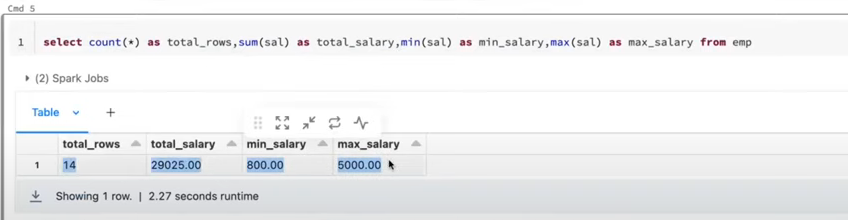 Cmd 5
1 select count(*) as total_rows,sum(sal) as total_salary,min(sal) as min_salary,max(sal) as max_salary from emp
(2) Spark Jobs
Table +
total_rows total_salary min_salary max_salary
1 14 29025.00 800.00 5000.00
Showing 1 row. | 2.27 seconds runtime